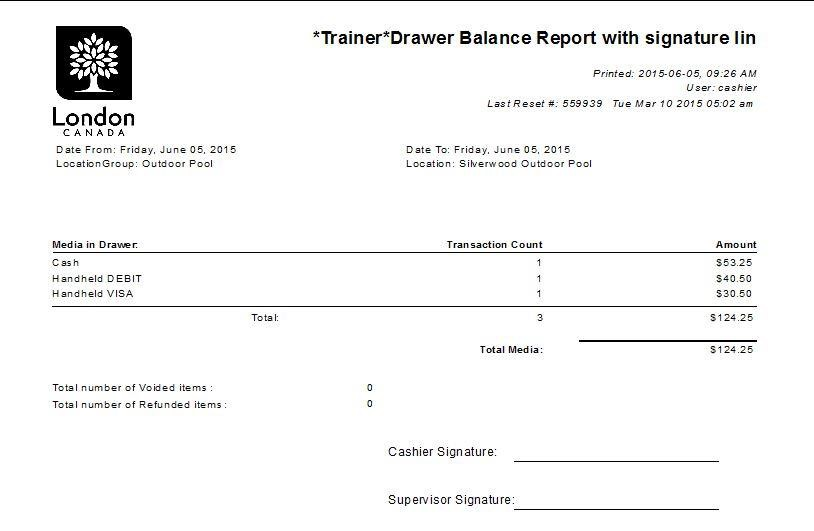 *Trainer*Drawer Balance Report with signature lin
Printed: 2015-06-05, 09:26 AM
User: cashier
Last Reset #: 559939 Tue Mar 10 2015 05:02 am
London
CANADA
Date From: Friday, June 05, 2015 Date To: Friday, June 05, 2015
LocationGroup: Outdoor Pool Location: Silverwood Outdoor Pool
Media in Drawer: Transaction Count Amount
Cash 1 $53.25
Handheld DEBIT 1 $40.50
Handheld VISA 1 $30.50
Total: 3 $124.25
Total Media: $124.25
Total number of Voided items : 0
Total number of Refunded items : 0
Cashier Signature:
Supervisor Signature: